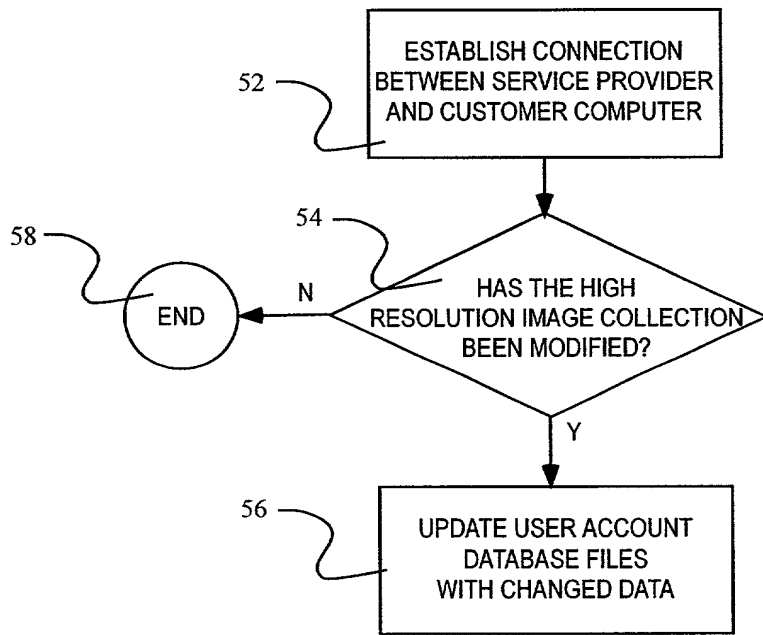 ESTABLISH CONNECTION
BETWEEN SERVICE PROVIDER
AND CUSTOMER COMPUTER
52
54
58
HAS THE HIGH
RESOLUTION IMAGE COLLECTION
BEEN MODIFIED?
N
END
Y
56
UPDATE USER ACCOUNT
DATABASE FILES
WITH CHANGED DATA